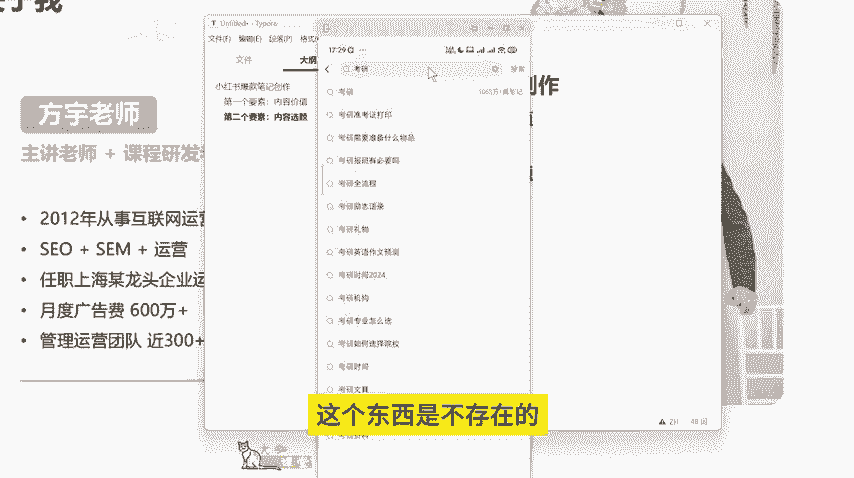 方宇老师
主讲老师 + 课程研发
2012年从事互联网运营
SEO + SEM + 运营
任职上海某龙头企业运
月度广告费 600万+
管理运营团队 近300+
Untitled• - Typora
文件(F) 编辑(E) 段落(P) 格式(
文件
大纲
小红书爆款笔记创作
第一个要素：内容价值
第二个要素：内容选题
17:29
考研
搜索
考研
考研准考证打印
考研需要准备什么物品
考研报班有必要吗
考研全流程
考研励志语录
考研礼物
考研英语作文预测
考研时间2024
考研机构
考研专业怎么选
考研如何选择院校
考研时间
考研文具
创作
这个东西是不存在的
ZH
48 词